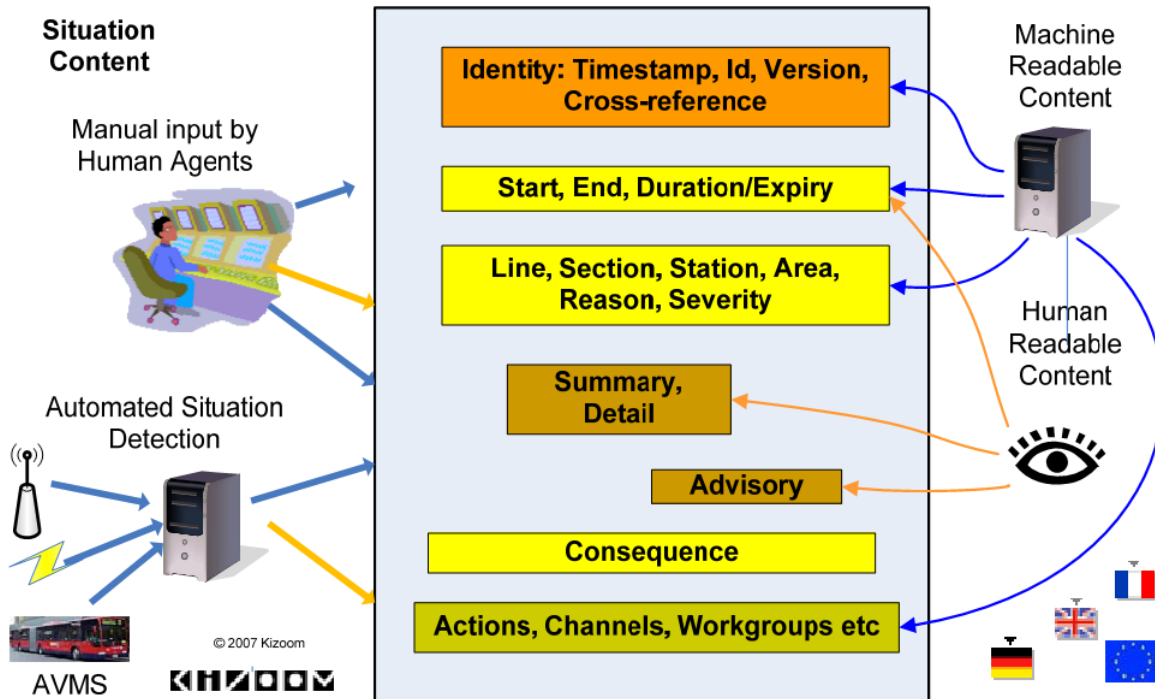 Situation
Content
Manual input by
Human Agents
Automated Situation
Detection
AVMS
© 2007 Kizoom
KIZOOM
Identity: Timestamp, Id, Version,
Cross-reference
Start, End, Duration/Expiry
Line, Section, Station, Area,
Reason, Severity
Summary,
Detail
Advisory
Consequence
Actions, Channels, Workgroups etc
Machine
Readable
Content
Human
Readable
Content